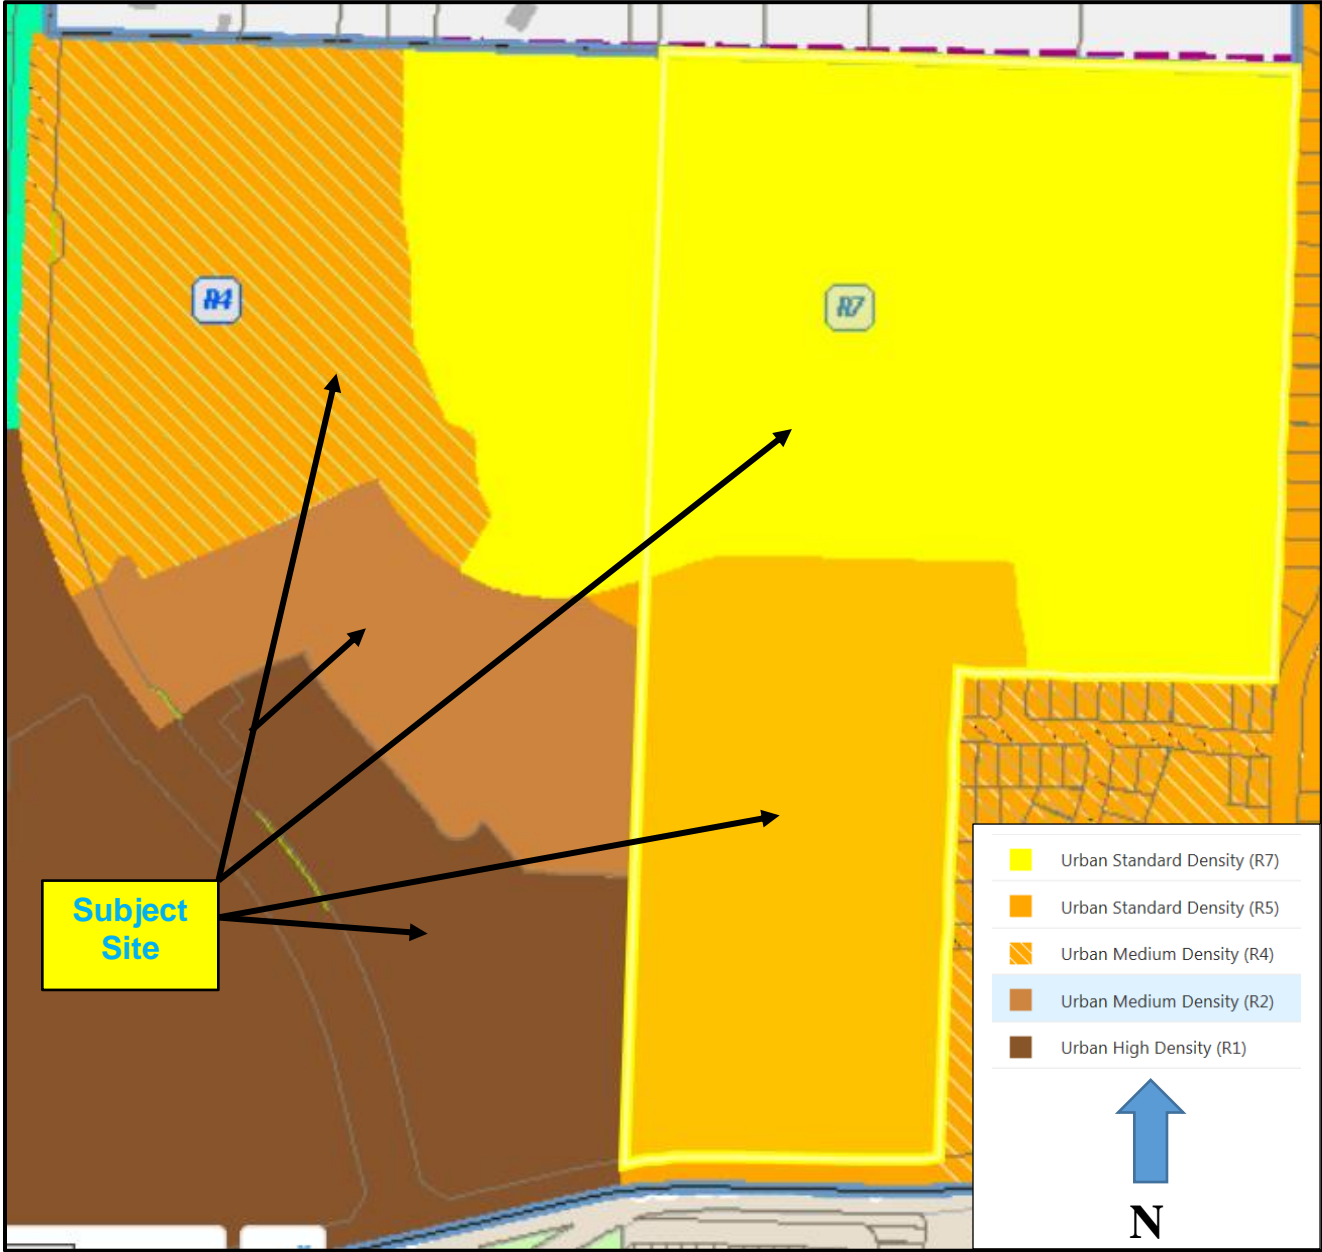 R4
R7
Subject
Site
Urban Standard Density (R7)
Urban Standard Density (R5)
Urban Medium Density (R4)
Urban Medium Density (R2)
Urban High Density (R1)
N